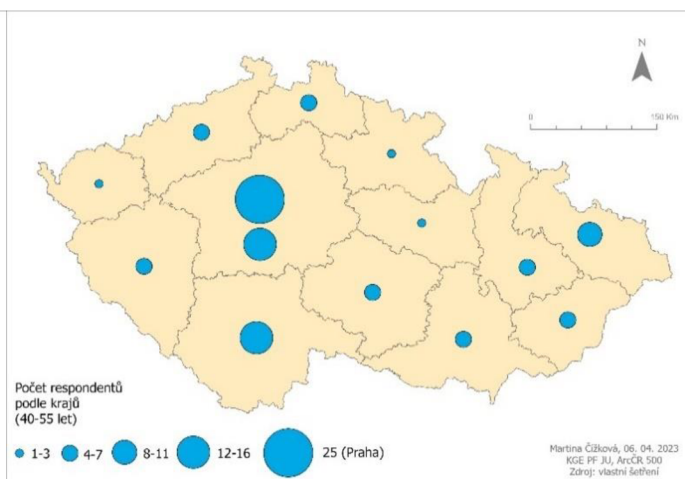 N
0
150 Km
Počet respondentů
podle krajů
(40-55 let)
1-3
4-7
8-11
12-16
25 (Praha)
Martina Čížková, 06. 04. 2023
KGE PF JU, ArcČR 500
Zdroj: vlastní šetření